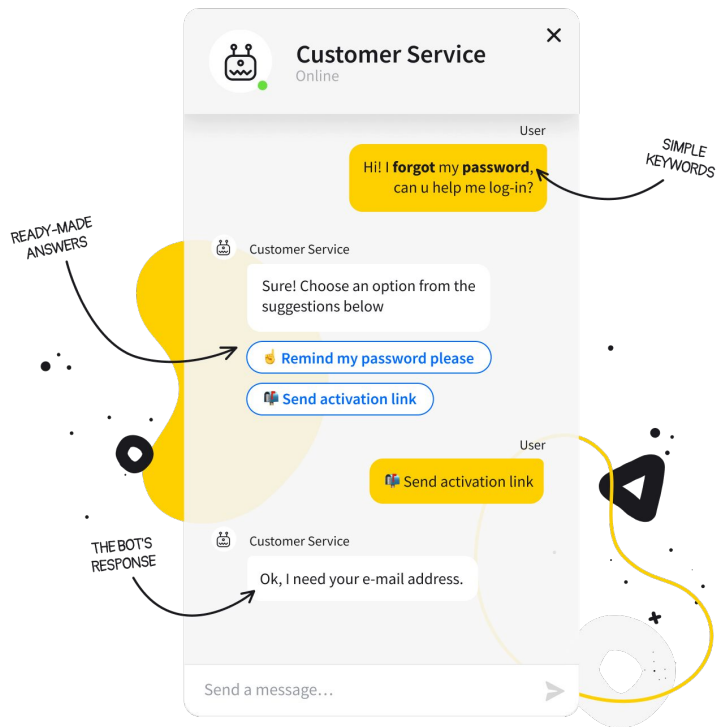 Customer Service
Online
User
Hi! I forgot my password,
can u help me log-in?
SIMPLE
KEYWORDS
READY-MADE
ANSWERS
Customer Service
Sure! Choose an option from the
suggestions below
☝ Remind my password please
📬 Send activation link
User
📬 Send activation link
Customer Service
THE BOT'S
RESPONSE
Ok, I need your e-mail address.
Send a message...